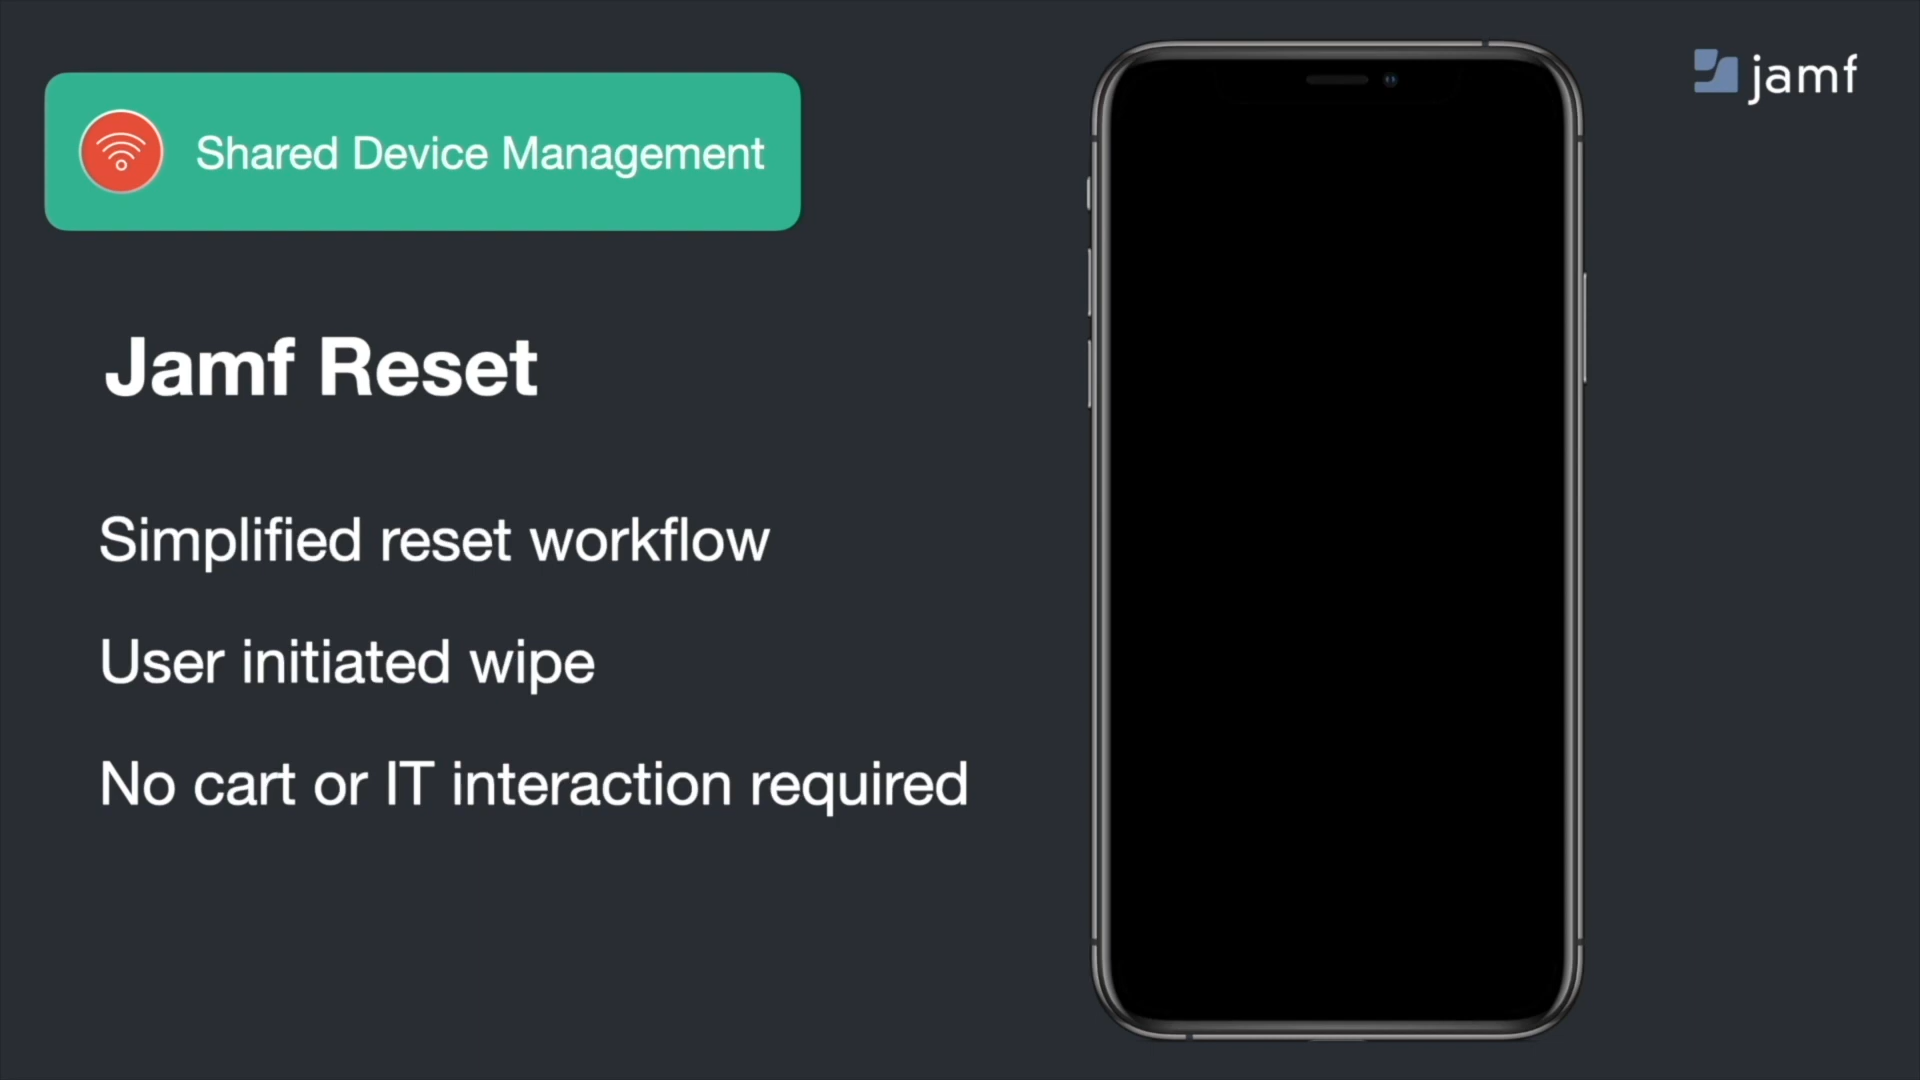 Shared Device Management
jamf
Jamf Reset
Simplified reset workflow
User initiated wipe
No cart or IT interaction required